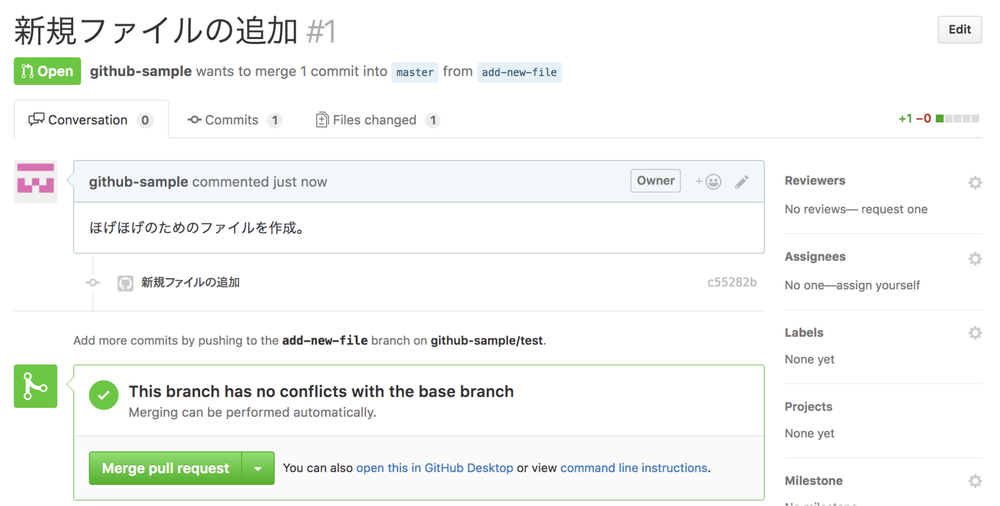 新規ファイルの追加 #1
Edit
Open github-sample wants to merge 1 commit into master from add-new-file
Conversation 0 Commits 1 Files changed 1 +1 −0
github-sample commented just now Owner +
ほげほげのためのファイルを作成。
新規ファイルの追加 c55282b
Add more commits by pushing to the add-new-file branch on github-sample/test.
This branch has no conflicts with the base branch
Merging can be performed automatically.
Merge pull request You can also open this in GitHub Desktop or view command line instructions.
Reviewers
No reviews— request one
Assignees
No one—assign yourself
Labels
None yet
Projects
None yet
Milestone
No milestone